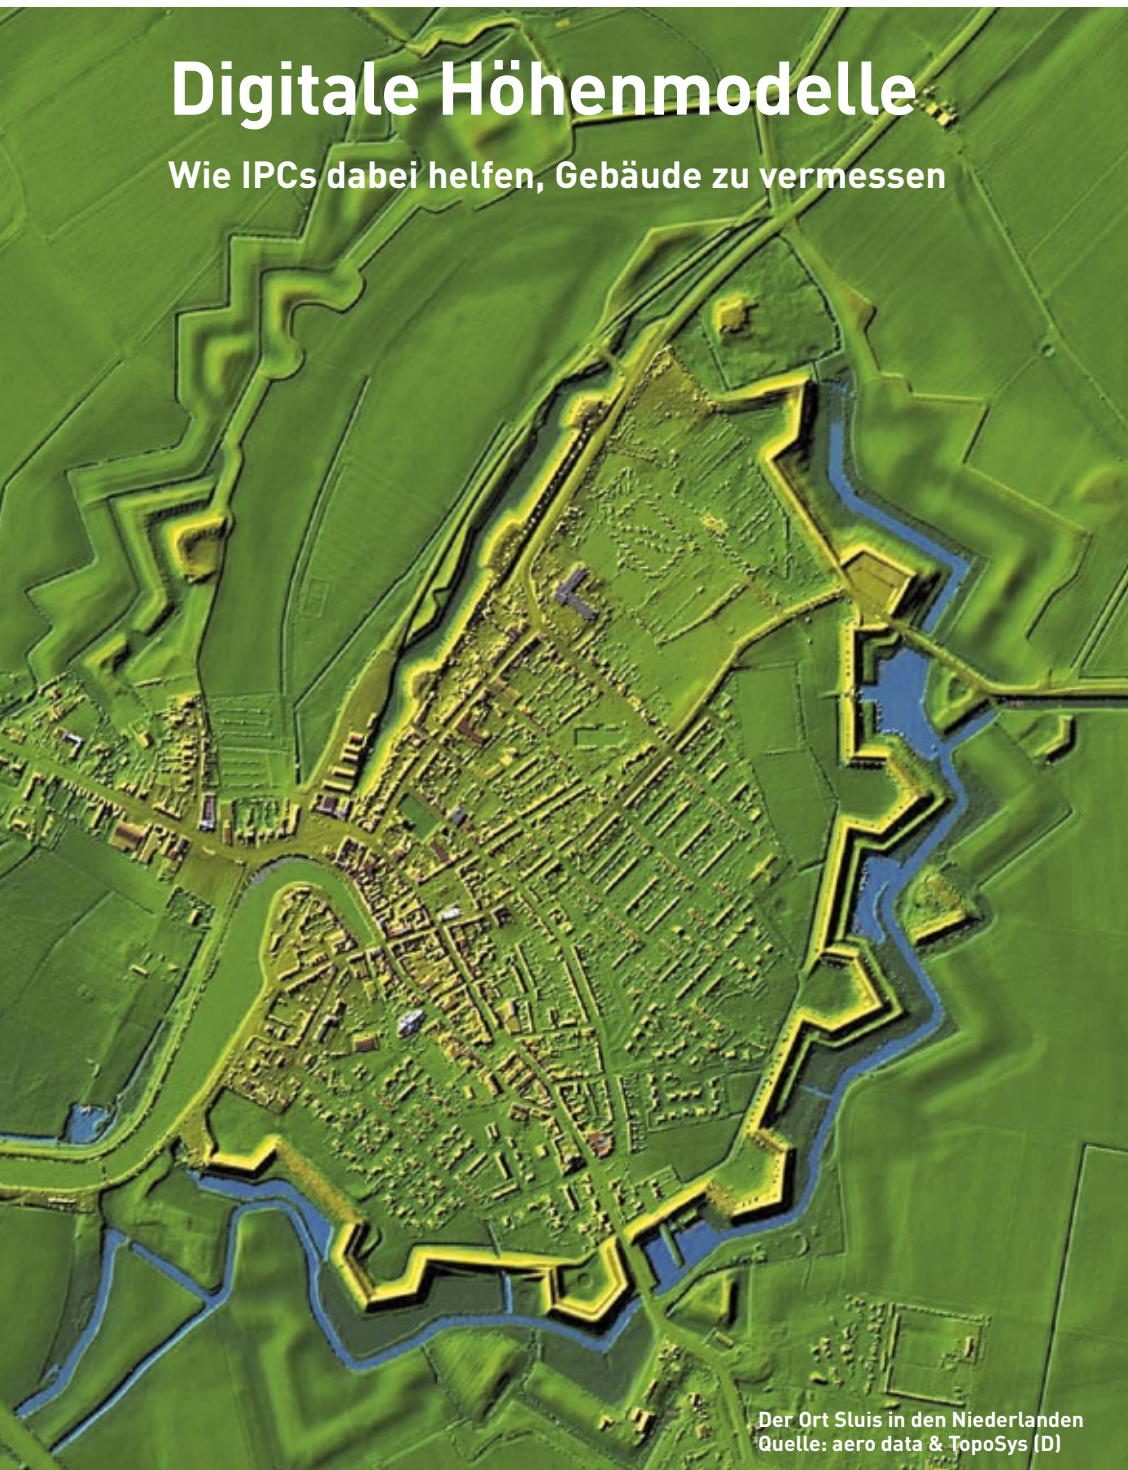 Digitale Höhenmodelle
Wie IPCs dabei helfen, Gebäude zu vermessen
Der Ort Sluis in den Niederlanden
Quelle: aero data & TopoSys (D)